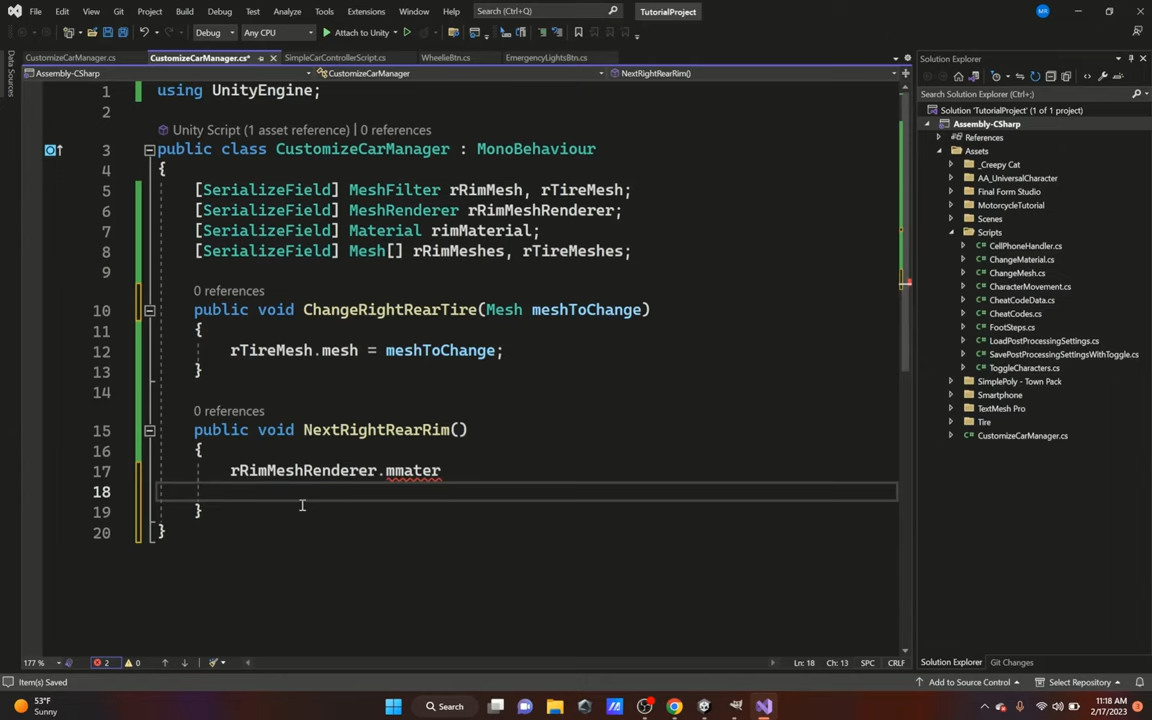 File Edit View Git Project Build Debug Test Analyze Tools Extensions Window Help Search (Ctrl+Q) TutorialProject MR
Debug Any CPU Attach to Unity
Data Sources
CustomizeCarManager.cs CustomizeCarManager.cs* SimpleCarControllerScript.cs WheelieBtn.cs EmergencyLightsBtn.cs
Assembly-CSharp CustomizeCarManager NextRightRearRim()
1 using UnityEngine;
2
Unity Script (1 asset reference) | 0 references
3 public class CustomizeCarManager : MonoBehaviour
4 {
5 [SerializeField] MeshFilter rRimMesh, rTireMesh;
6 [SerializeField] MeshRenderer rRimMeshRenderer;
7 [SerializeField] Material rimMaterial;
8 [SerializeField] Mesh[] rRimMeshes, rTireMeshes;
9
0 references
10 public void ChangeRightRearTire(Mesh meshToChange)
11 {
12 rTireMesh.mesh = meshToChange;
13 }
14
0 references
15 public void NextRightRearRim()
16 {
17 rRimMeshRenderer.mmater
18
19 }
20 }
177 % 2 0 Ln: 18 Ch: 13 SPC CRLF
Solution Explorer
Search Solution Explorer (Ctrl+;)
Solution 'TutorialProject' (1 of 1 project)
Assembly-CSharp
References
Assets
_Creepy Cat
AA_UniversalCharacter
Final Form Studio
MotorcycleTutorial
Scenes
Scripts
CellPhoneHandler.cs
ChangeMaterial.cs
ChangeMesh.cs
CharacterMovement.cs
CheatCodeData.cs
CheatCodes.cs
FootSteps.cs
LoadPostProcessingSettings.cs
SavePostProcessingSettingsWithToggle.cs
ToggleCharacters.cs
SimplePoly - Town Pack
Smartphone
TextMesh Pro
Tire
CustomizeCarManager.cs
Solution Explorer Git Changes
Item(s) Saved Add to Source Control Select Repository
53°F
Sunny
Search
11:18 AM
2/17/2023